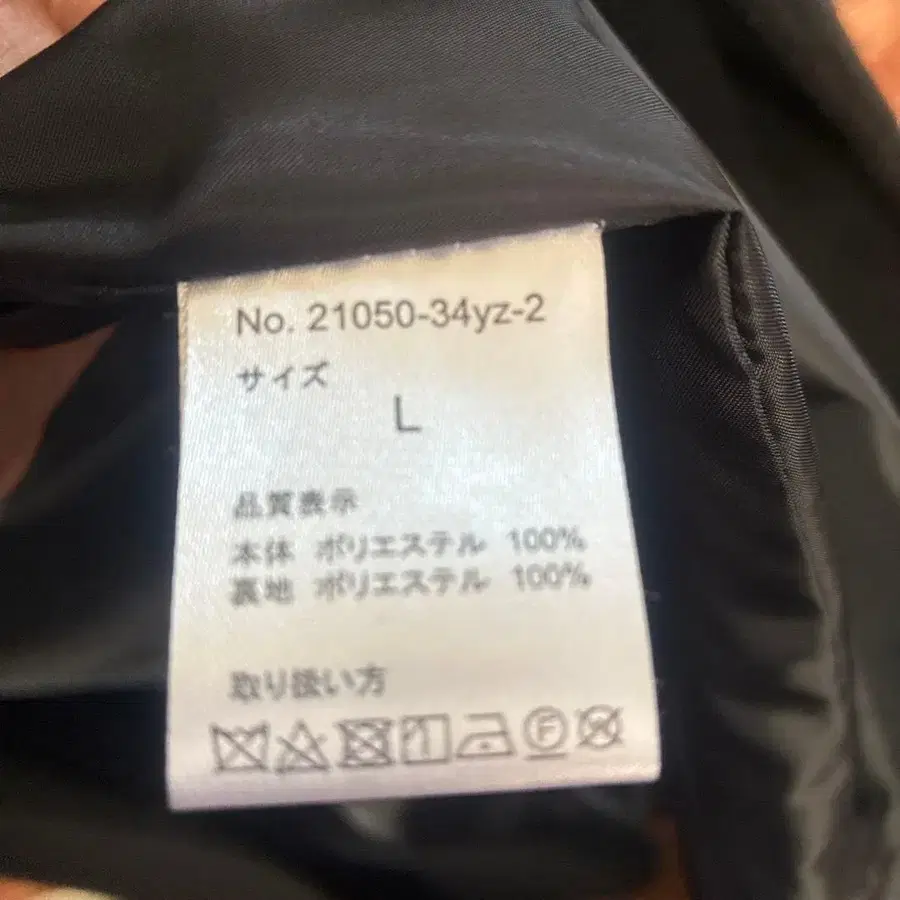 No. 21050-34yz-2
サイズ
L
品質表示
本体 ポリエステル 100%
裏地 ポリエステル 100%
取り扱い方
F